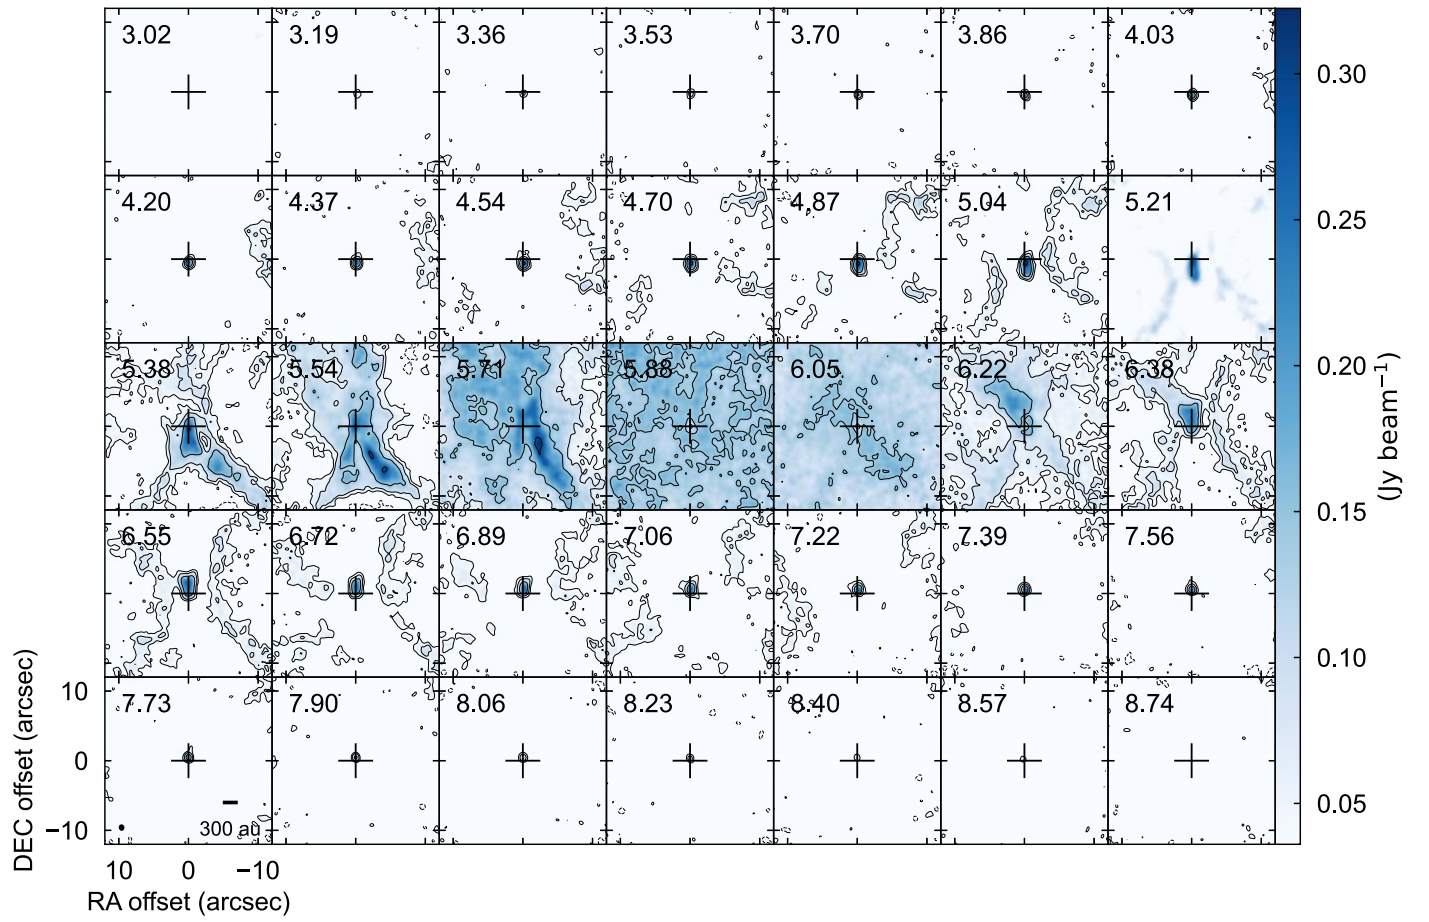 3.02 3.19 3.36 3.53 3.70 3.86 4.03
4.20 4.37 4.54 4.70 4.87 5.04 5.21
5.38 5.54 5.71 5.88 6.05 6.22 6.38
6.55 6.72 6.89 7.06 7.22 7.39 7.56
7.73 7.90 8.06 8.23 8.40 8.57 8.74
300 au
10
0
−10
DEC offset (arcsec)
10 0 −10
RA offset (arcsec)
0.30
0.25
0.20
0.15
0.10
0.05
(Jy beam⁻¹)